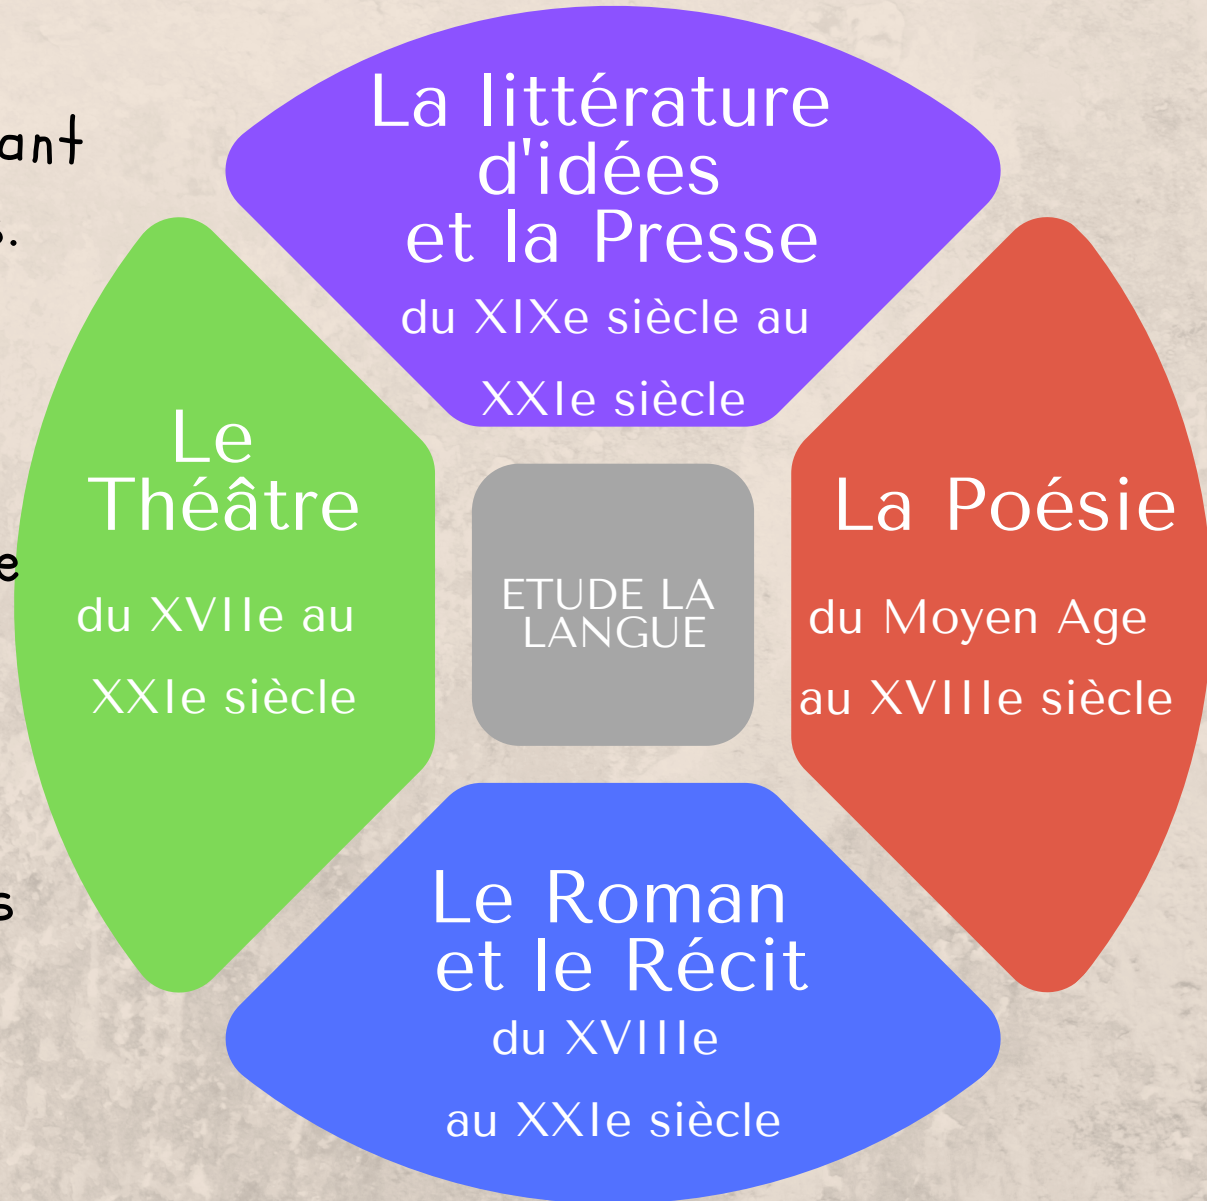 La littérature
d'idées
et la Presse
du XIXe siècle au
XXIe siècle
ant
s.
Le
Théâtre
du XVIIe au
XXIe siècle
e
s
ETUDE LA
LANGUE
La Poésie
du Moyen Age
au XVIIIe siècle
Le Roman
et le Récit
du XVIIIe
au XXIe siècle